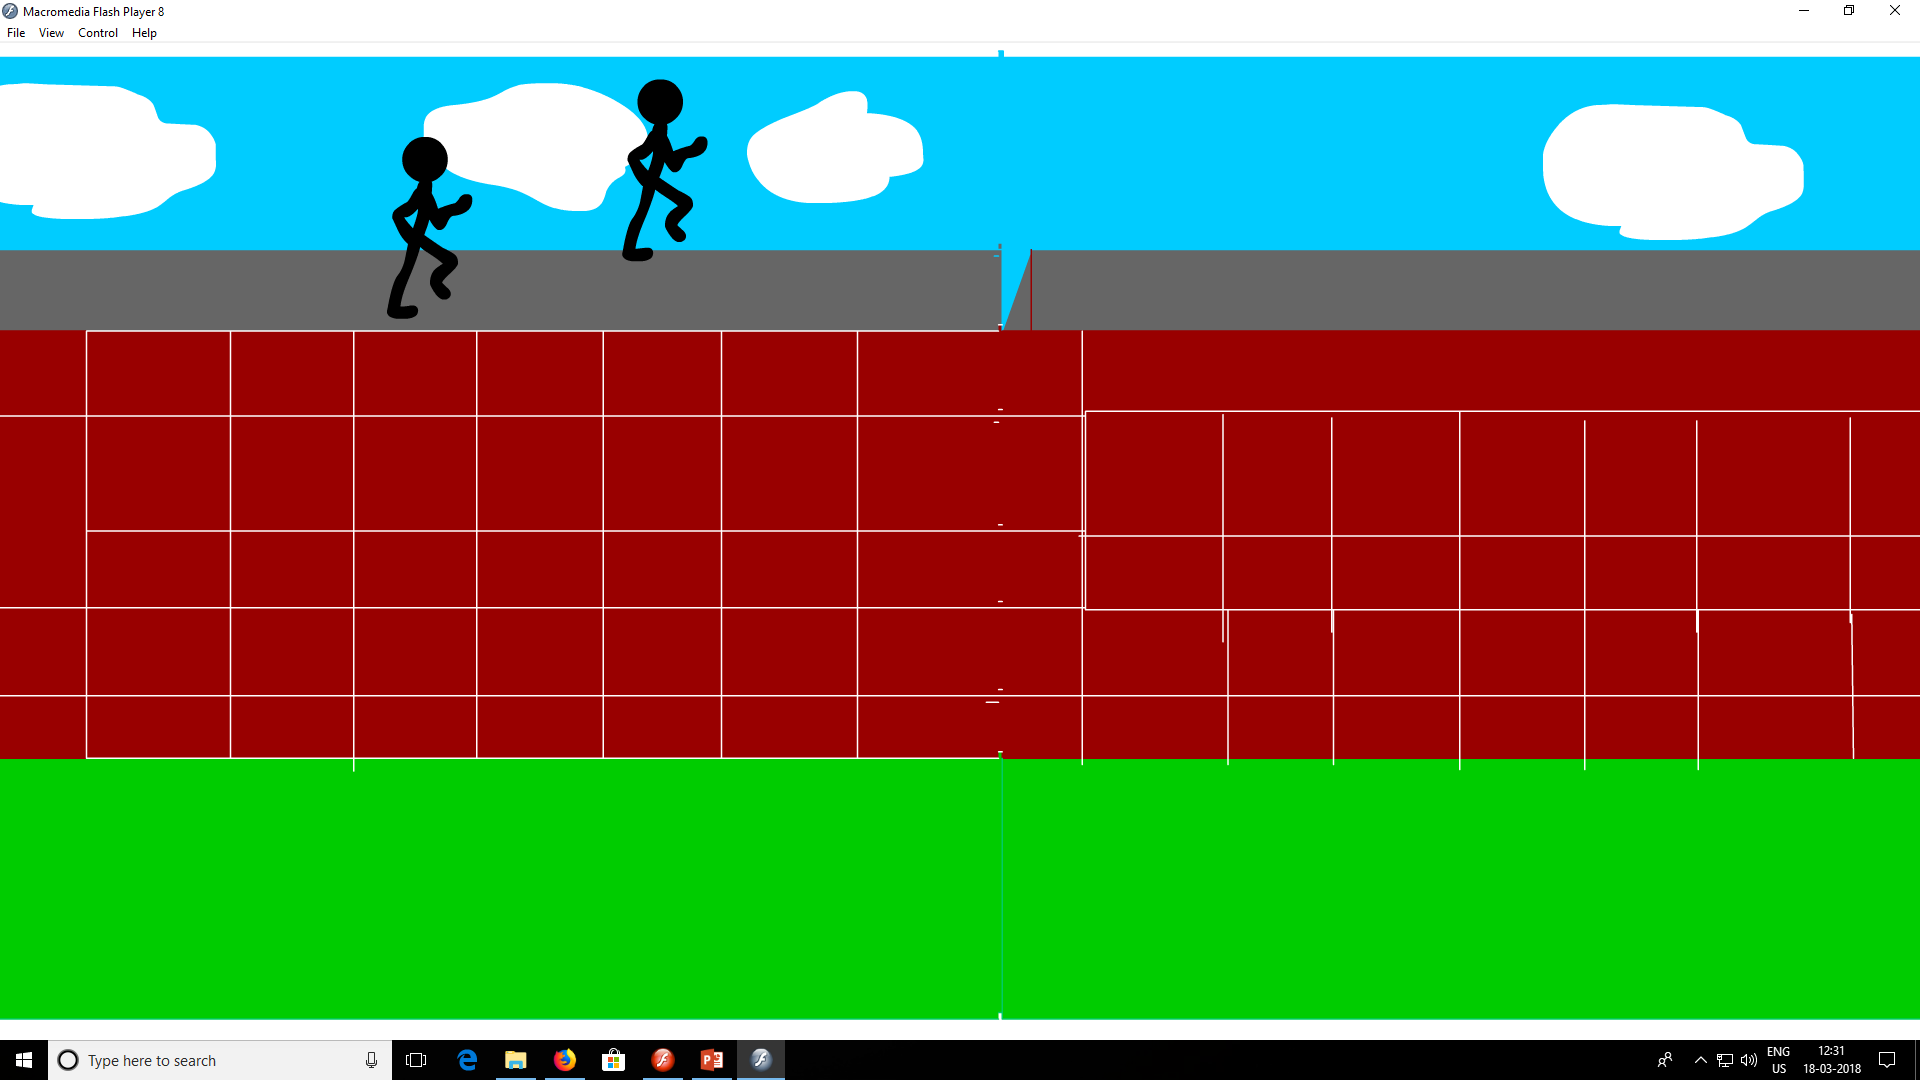 Macromedia Flash Player 8
File View Control Help
Type here to search
ENG
US
12:31
18-03-2018